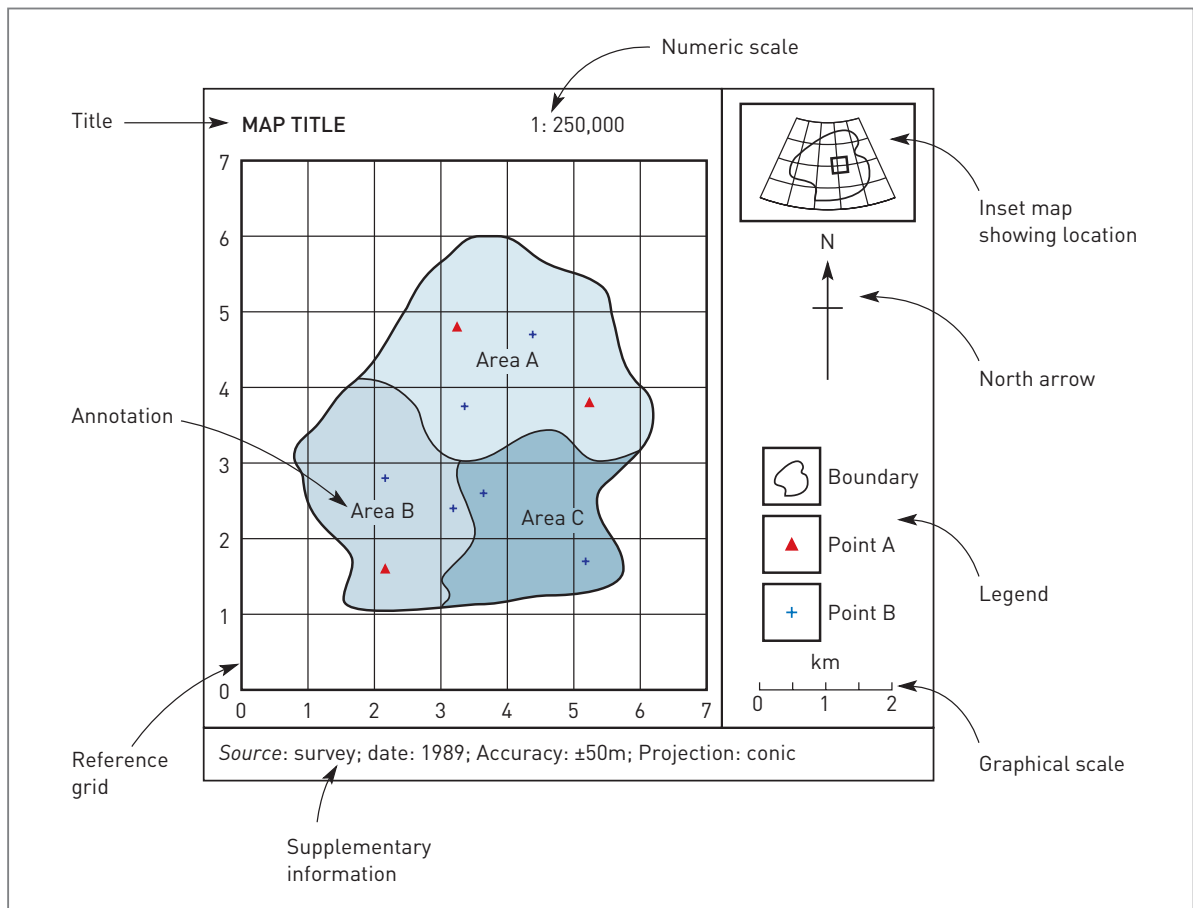 Numeric scale
Title
MAP TITLE
1: 250,000
Inset map
showing location
N
7
6
5
4
3
2
1
0
0 1 2 3 4 5 6 7
Area A
Area B
Area C
Annotation
North arrow
Boundary
Point A
Point B
Legend
km
0 1 2
Graphical scale
Reference
grid
Source: survey; date: 1989; Accuracy: ±50m; Projection: conic
Supplementary
information